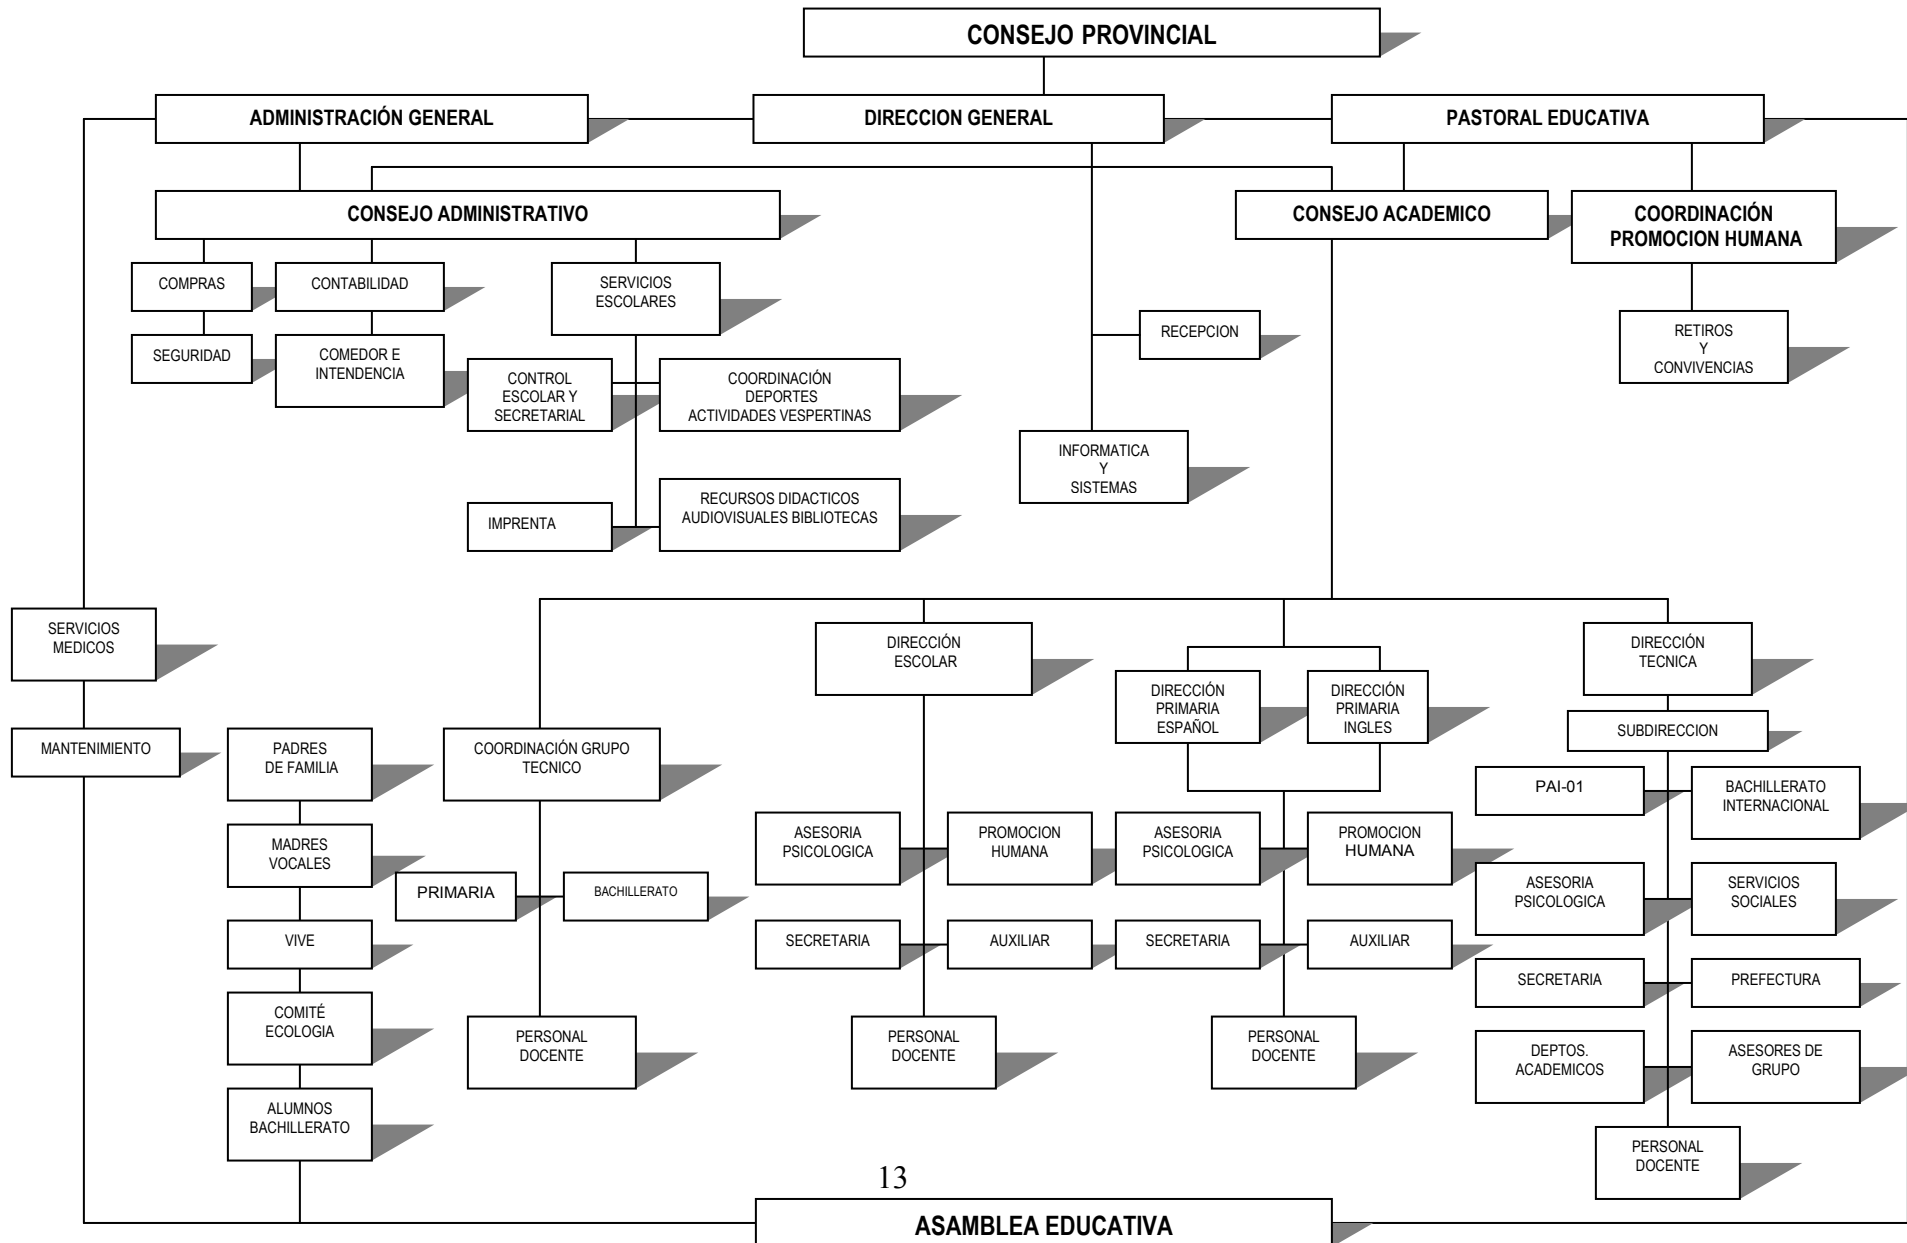 CONSEJO PROVINCIAL
ADMINISTRACIÓN GENERAL
DIRECCION GENERAL
PASTORAL EDUCATIVA
CONSEJO ADMINISTRATIVO
CONSEJO ACADEMICO
COORDINACIÓN
PROMOCION HUMANA
COMPRAS
CONTABILIDAD
SERVICIOS
ESCOLARES
RECEPCION
RETIROS
Y
CONVIVENCIAS
SEGURIDAD
COMEDOR E
INTENDENCIA
CONTROL
ESCOLAR Y
SECRETARIAL
COORDINACIÓN
DEPORTES
ACTIVIDADES VESPERTINAS
INFORMATICA
Y
SISTEMAS
IMPRENTA
RECURSOS DIDACTICOS
AUDIOVISUALES BIBLIOTECAS
SERVICIOS
MEDICOS
DIRECCIÓN
ESCOLAR
DIRECCIÓN
TECNICA
DIRECCIÓN
PRIMARIA
ESPAÑOL
DIRECCIÓN
PRIMARIA
INGLES
SUBDIRECCION
MANTENIMIENTO
PADRES
DE FAMILIA
COORDINACIÓN GRUPO
TECNICO
PAI-01
BACHILLERATO
INTERNACIONAL
MADRES
VOCALES
ASESORIA
PSICOLOGICA
PROMOCION
HUMANA
ASESORIA
PSICOLOGICA
PROMOCION
HUMANA
PRIMARIA
BACHILLERATO
ASESORIA
PSICOLOGICA
SERVICIOS
SOCIALES
VIVE
SECRETARIA
AUXILIAR
SECRETARIA
AUXILIAR
SECRETARIA
PREFECTURA
COMITÉ
ECOLOGIA
PERSONAL
DOCENTE
PERSONAL
DOCENTE
PERSONAL
DOCENTE
DEPTOS.
ACADEMICOS
ASESORES DE
GRUPO
ALUMNOS
BACHILLERATO
PERSONAL
DOCENTE
13
ASAMBLEA EDUCATIVA